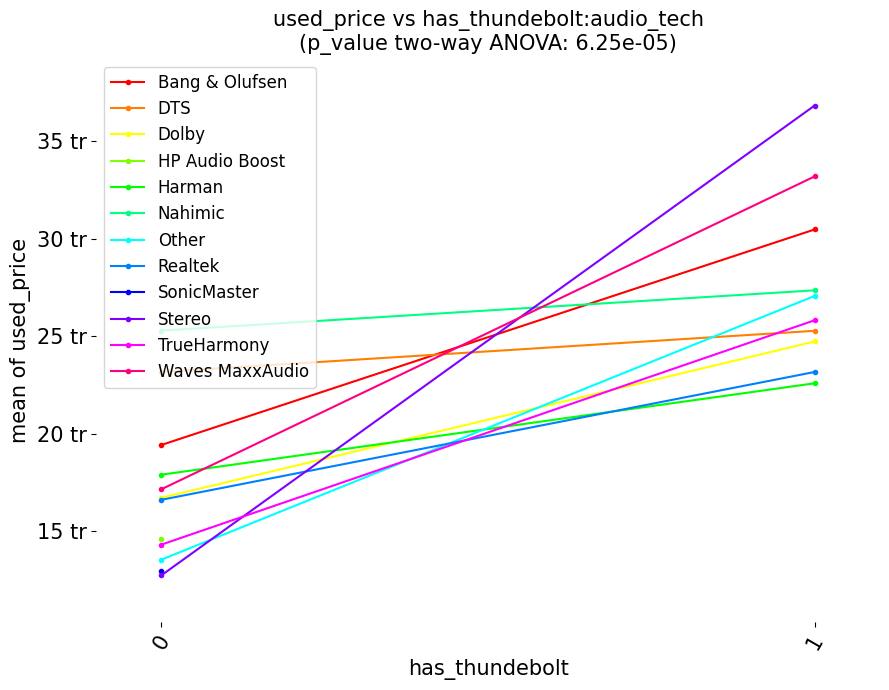 used_price vs has_thundebolt:audio_tech
(p_value two-way ANOVA: 6.25e-05)
Bang & Olufsen
DTS
Dolby
HP Audio Boost
Harman
Nahimic
Other
Realtek
SonicMaster
Stereo
TrueHarmony
Waves MaxxAudio
mean of used_price
35 tr
30 tr
25 tr
20 tr
15 tr
0
1
has_thundebolt